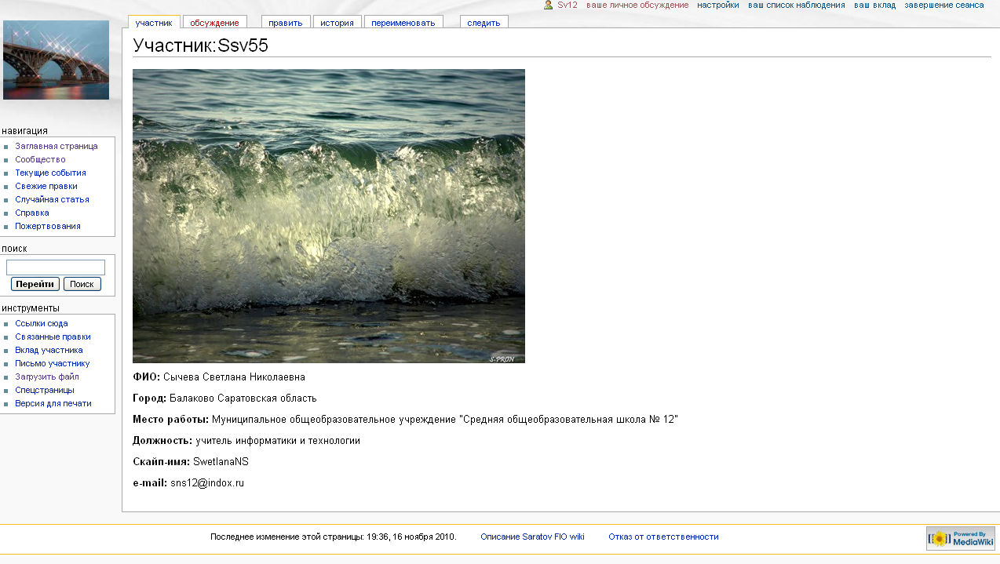 Sv12 ваше личное обсуждение настройки ваш список наблюдения ваш вклад завершение сеанса
участник обсуждение править история переименовать следить
Участник:Ssv55
S-PRON
навигация
Заглавная страница
Сообщество
Текущие события
Свежие правки
Случайная статья
Справка
Пожертвования
поиск
Перейти Поиск
инструменты
Ссылки сюда
Связанные правки
Вклад участника
Письмо участнику
Загрузить файл
Спецстраницы
Версия для печати
ФИО: Сычева Светлана Николаевна
Город: Балаково Саратовская область
Место работы: Муниципальное общеобразовательное учреждение "Средняя общеобразовательная школа № 12"
Должность: учитель информатики и технологии
Скайп-имя: SwetlanaNS
e-mail: sns12@indox.ru
Последнее изменение этой страницы: 19:36, 16 ноября 2010. Описание Saratov FIO wiki Отказ от ответственности
Powered By
MediaWiki